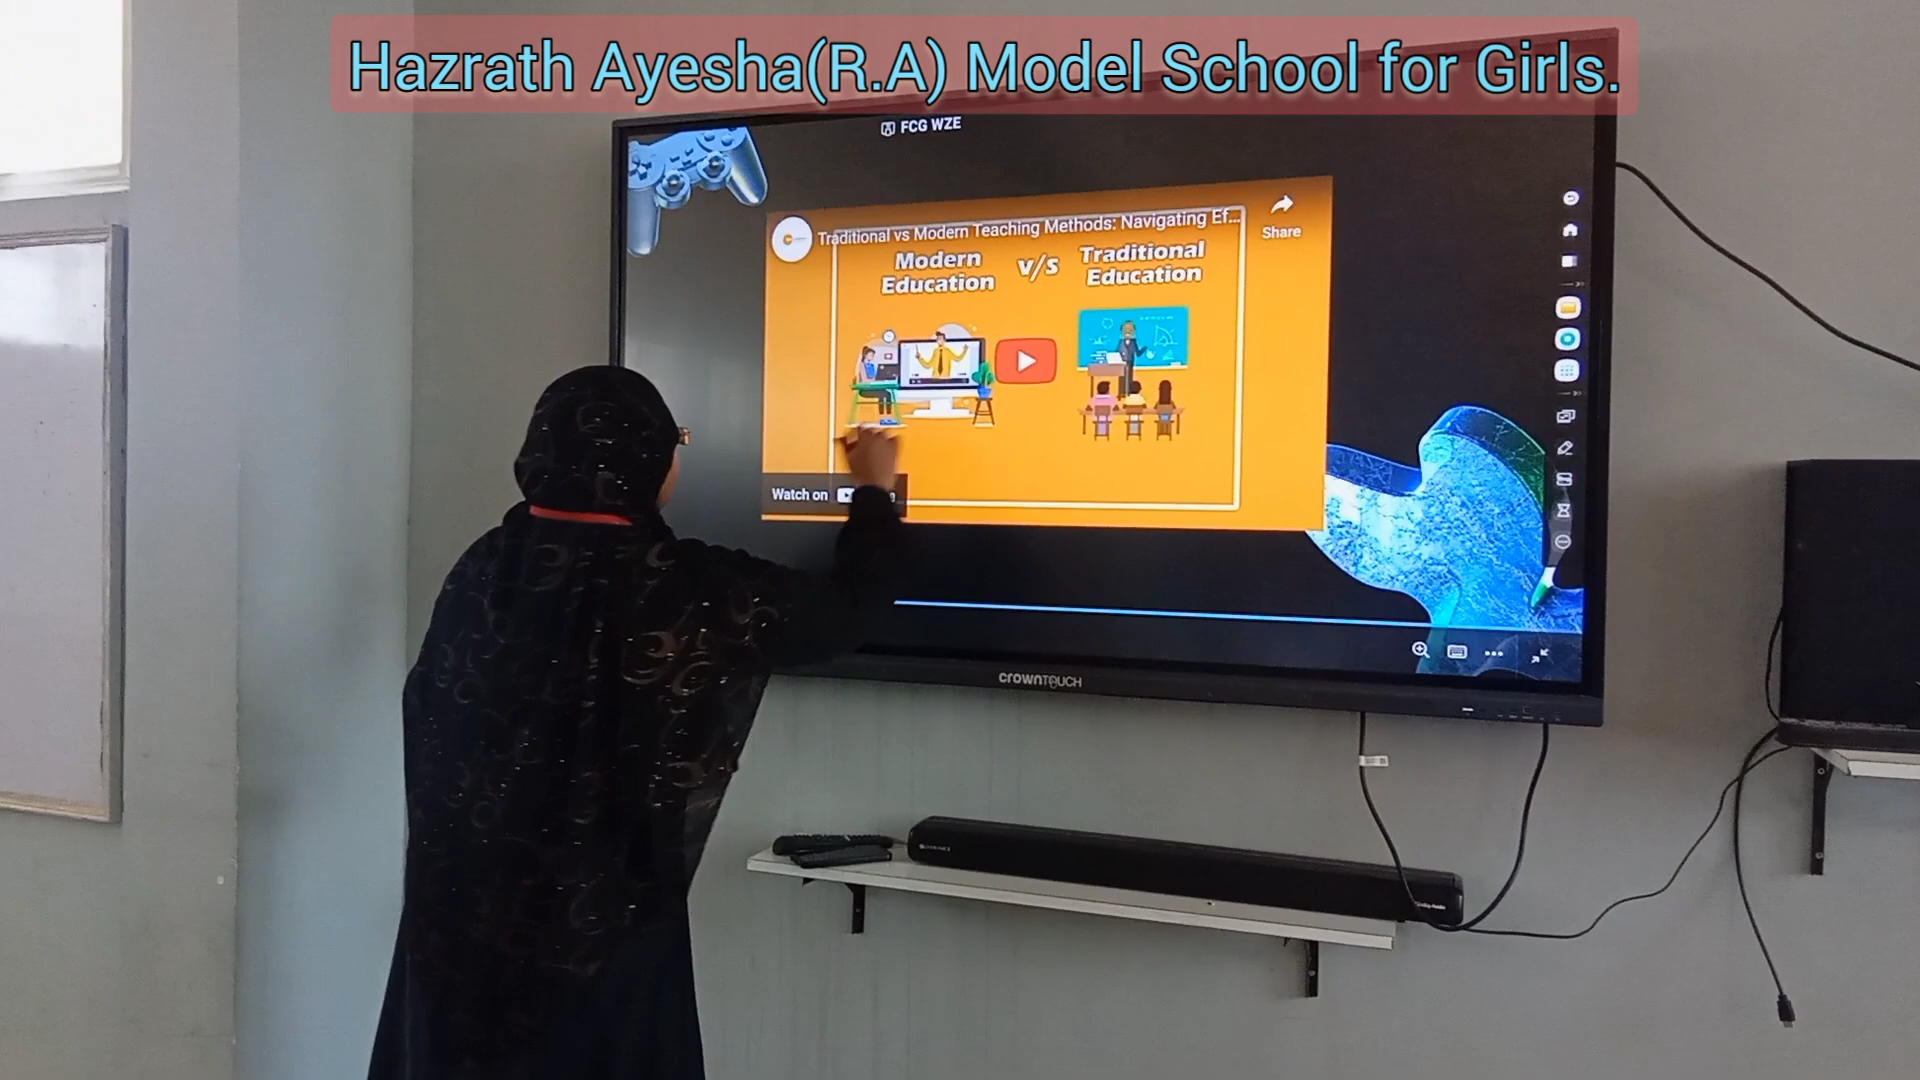 Hazrath Ayesha(R.A) Model School for Girls.
FCG WZE
Traditional vs Modern Teaching Methods: Navigating Ef...
Share
Modern
Education
v/s
Traditional
Education
Watch on
CROWNTOUCH